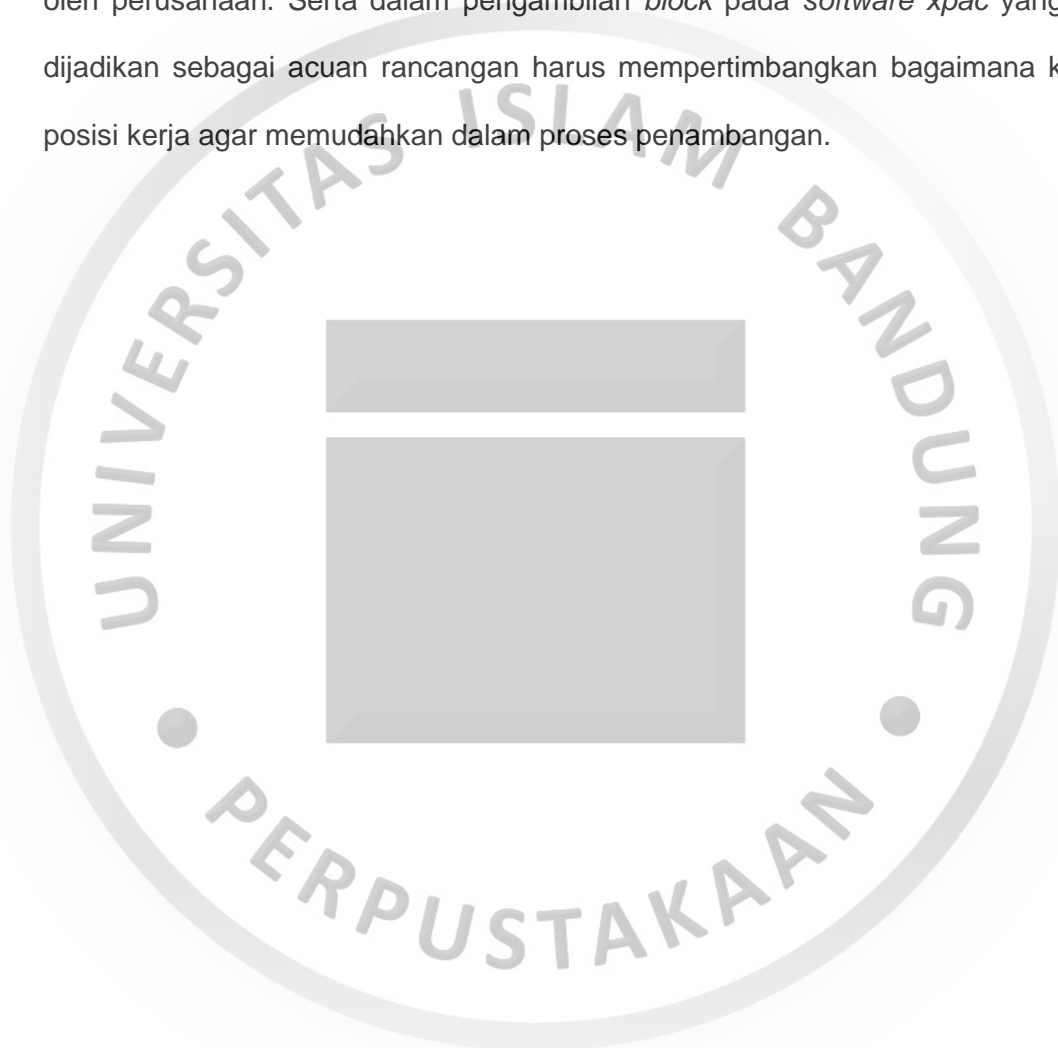 oleh perusahaan. Serta dalam pengambilan block pada software xpac yang
dijadikan sebagai acuan rancangan harus mempertimbangkan bagaimana
posisi kerja agar memudahkan dalam proses penambangan.
UNIVERSITAS ISLAM BANDUNG
PERPUSTAKAAN